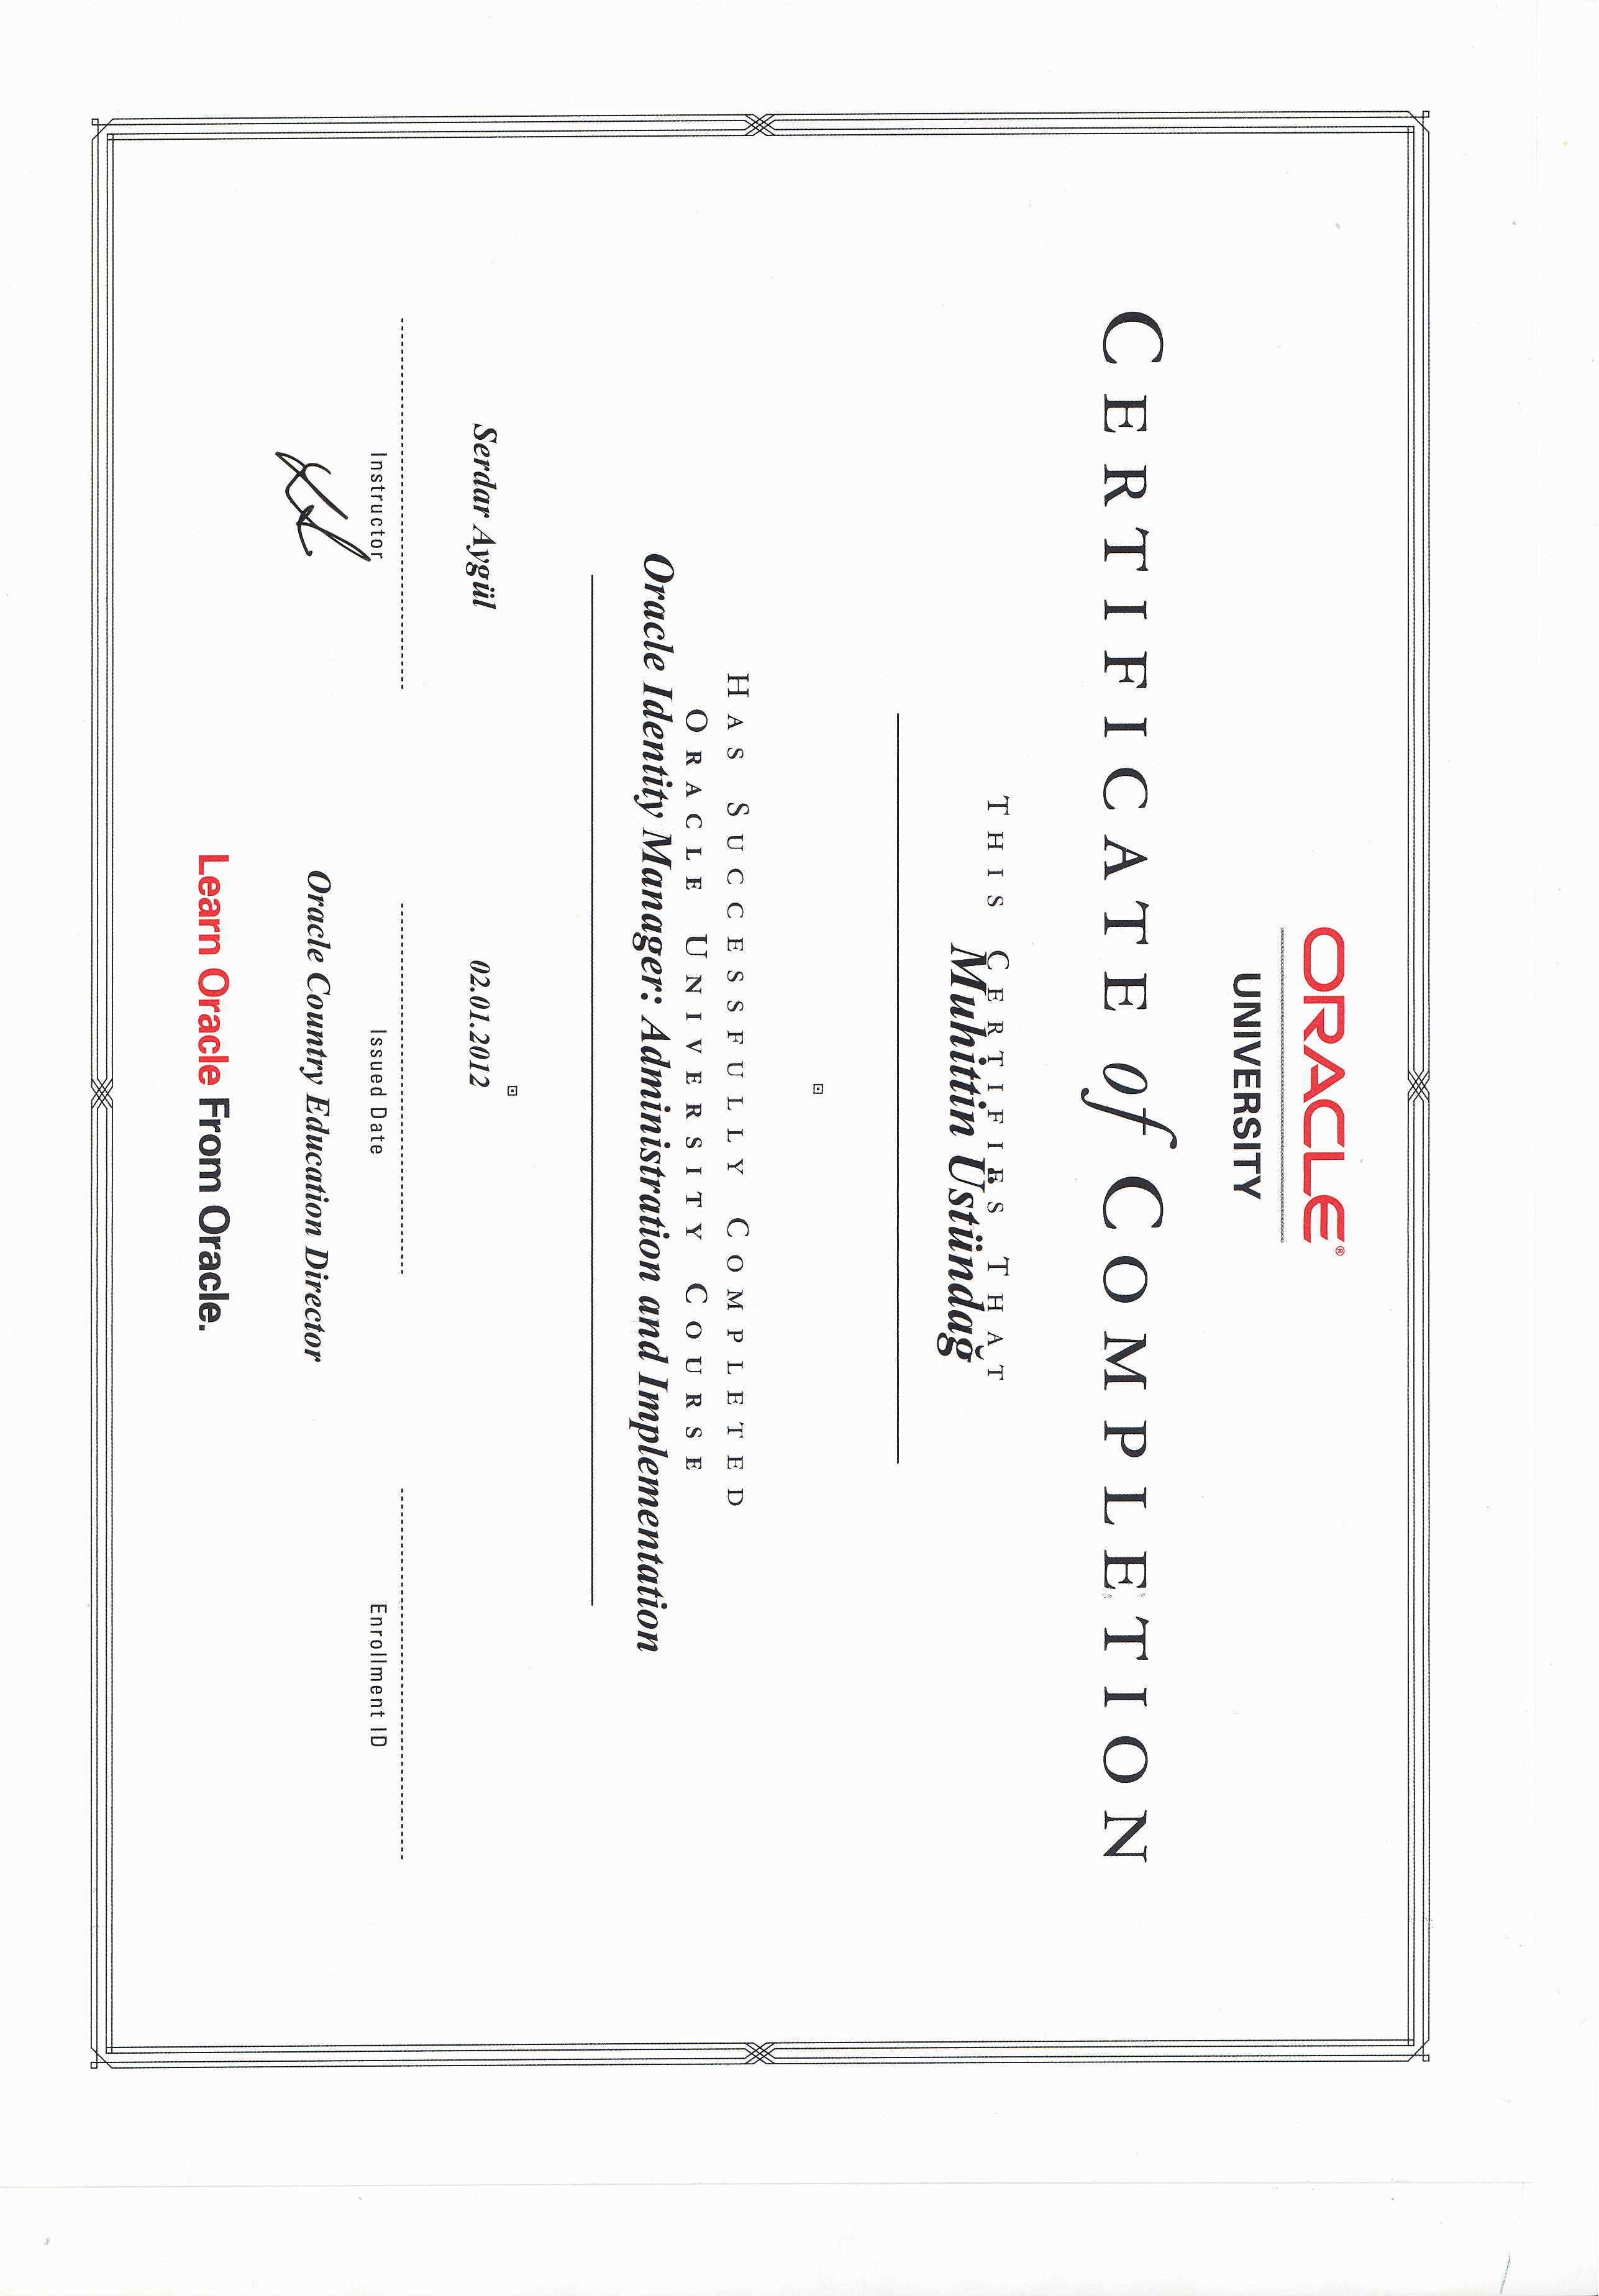 ORACLE®
UNIVERSITY
CERTIFICATE of COMPLETION
THIS CERTIFIES THAT
Muhittin Üstündağ
HAS SUCCESSFULLY COMPLETED
ORACLE UNIVERSITY COURSE
Oracle Identity Manager: Administration and Implementation
Serdar Aygül
02.01.2012
Instructor
Issued Date
Enrollment ID
Oracle Country Education Director
Learn Oracle From Oracle.